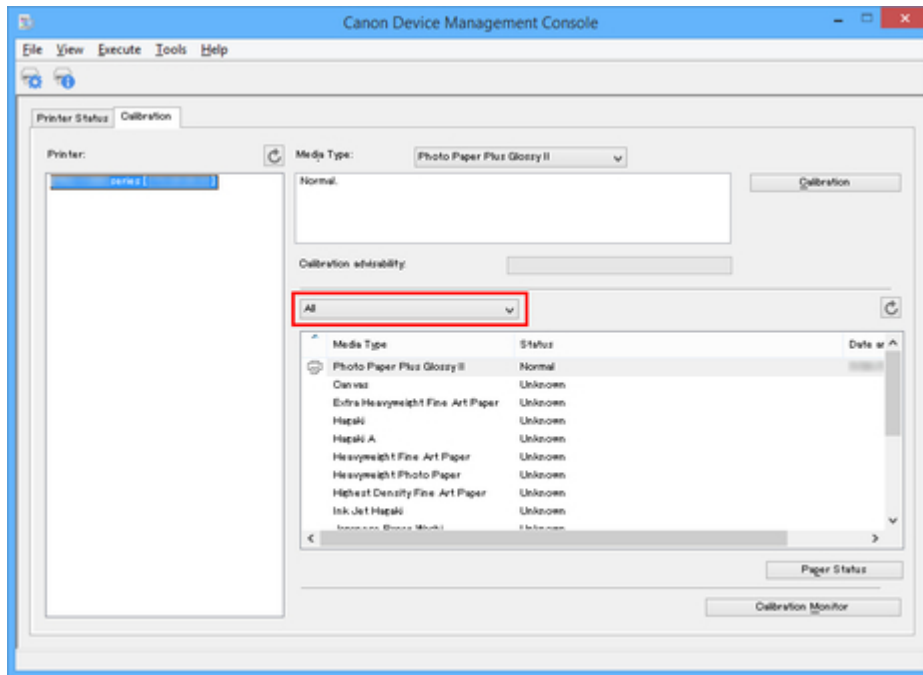 Canon Device Management Console
File View Execute Tools Help
Printer Status Calibration
Printer:
Media Type: Photo Paper Plus Glossy II
series [ ]
Normal.
Calibration
Calibration advisability:
All
Media Type Status Date
Photo Paper Plus Glossy II Normal
Canvas Unknown
Extra Heavyweight Fine Art Paper Unknown
Hagaki Unknown
Hagaki A Unknown
Heavyweight Fine Art Paper Unknown
Heavyweight Photo Paper Unknown
Highest Density Fine Art Paper Unknown
Ink Jet Hagaki Unknown
Paper Status
Calibration Monitor